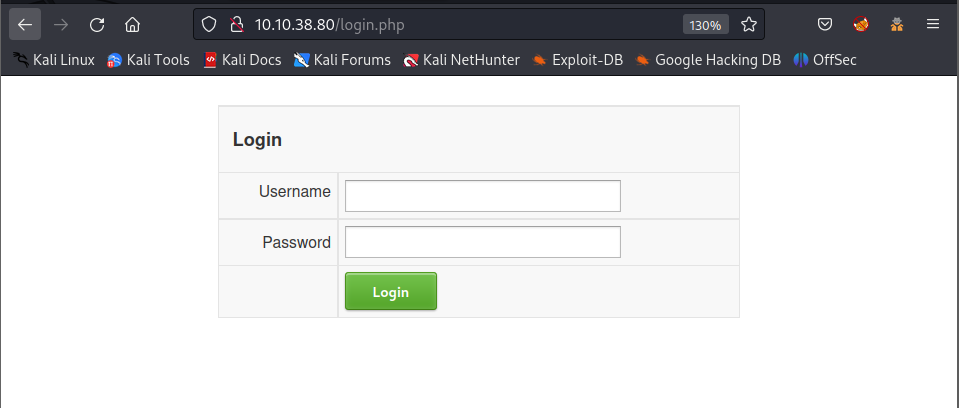 10.10.38.80/login.php 130%
Kali Linux Kali Tools Kali Docs Kali Forums Kali NetHunter Exploit-DB Google Hacking DB OffSec
Login
Username
Password
Login